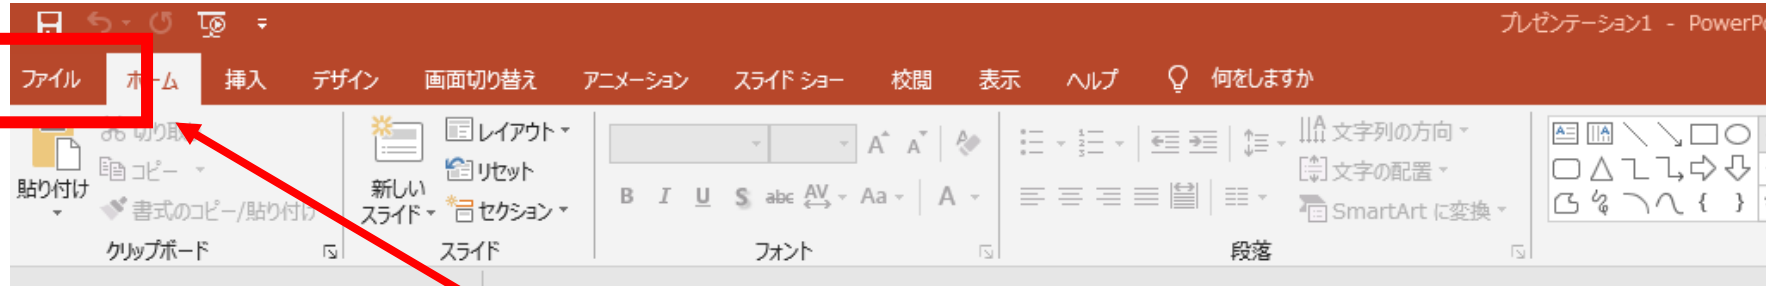 プレゼンテーション1 - PowerPo
ファイル ホーム 挿入 デザイン 画面切り替え アニメーション スライド ショー 校閲 表示 ヘルプ 何をしますか
切り取
レイアウト
A A
文字列の方向
コピー
リセット
文字の配置
貼り付け
新しい
スライド
書式のコピー/貼り付け
セクション
B I U S abc AV Aa A
SmartArt に変換
クリップボード スライド フォント 段落